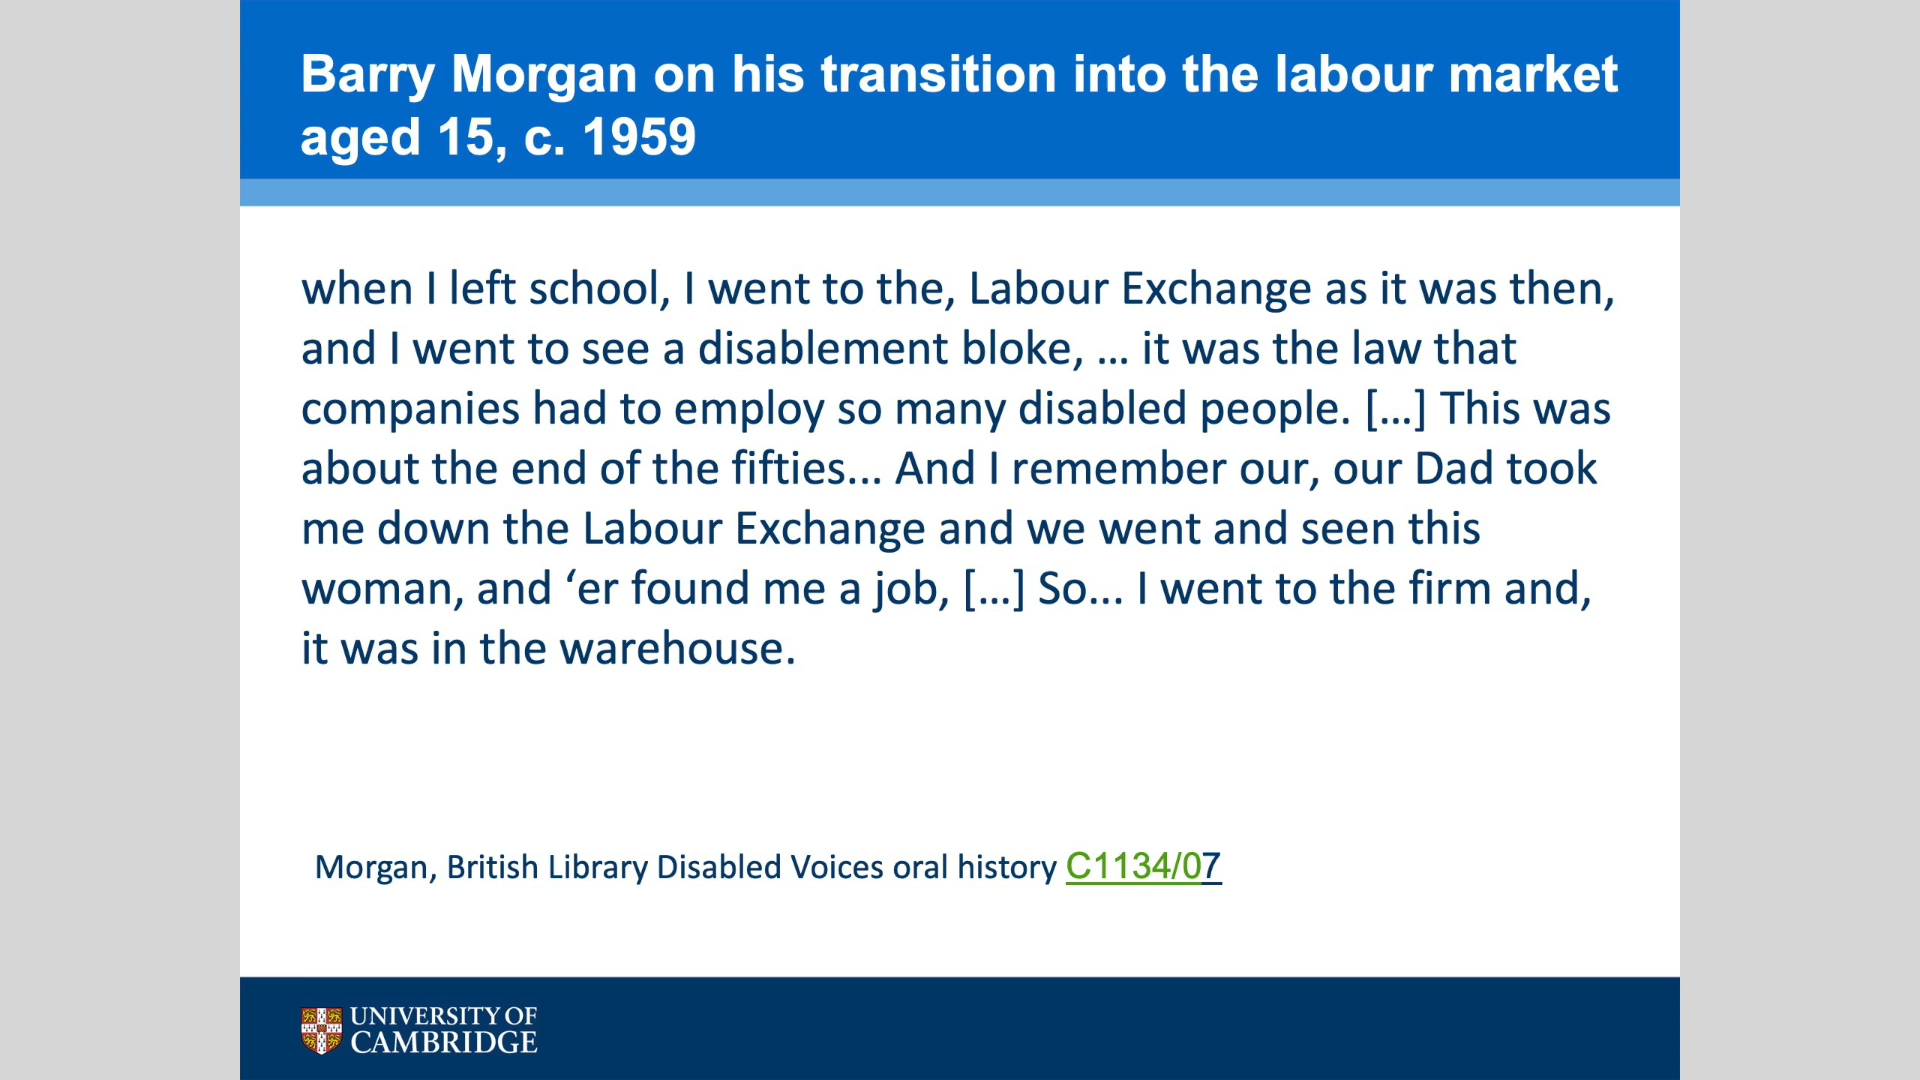 Barry Morgan on his transition into the labour market
aged 15, c. 1959
when I left school, I went to the, Labour Exchange as it was then,
and I went to see a disablement bloke, … it was the law that
companies had to employ so many disabled people. […] This was
about the end of the fifties... And I remember our, our Dad took
me down the Labour Exchange and we went and seen this
woman, and ‘er found me a job, […] So... I went to the firm and,
it was in the warehouse.
Morgan, British Library Disabled Voices oral history C1134/07
UNIVERSITY OF
CAMBRIDGE